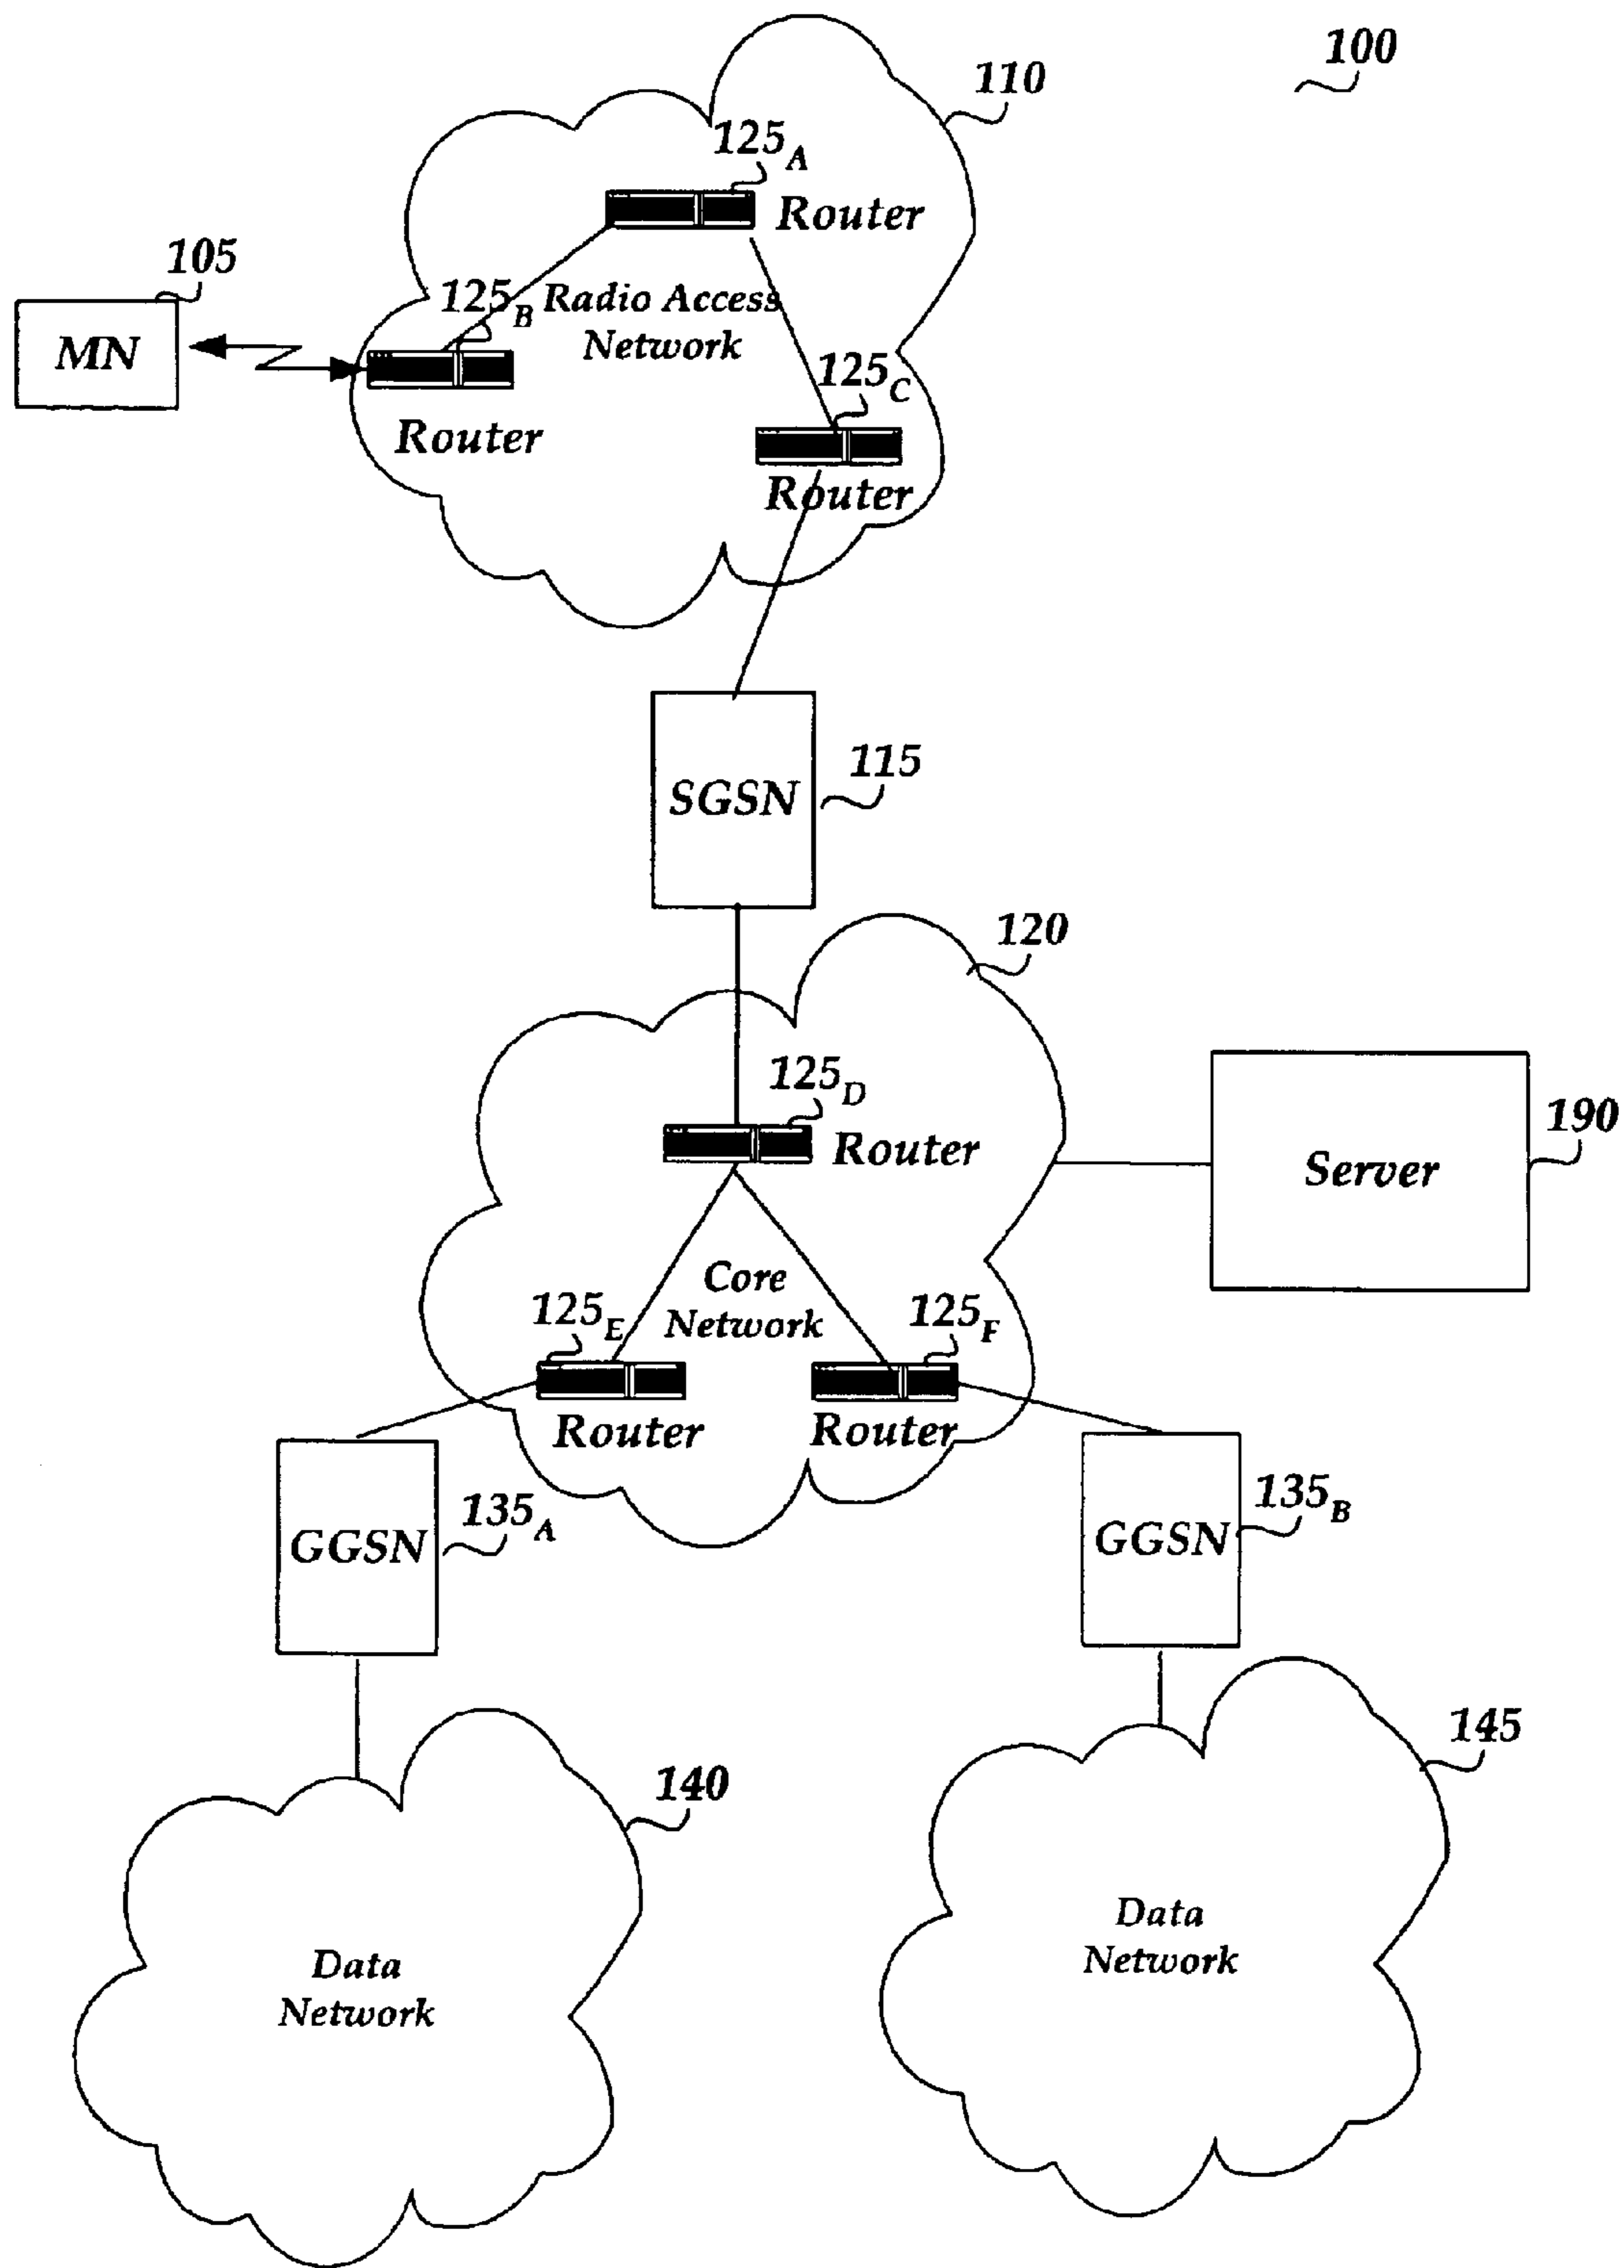 100
110
125A
Router
105
MN
125B
Radio Access
Network
Router
125C
Router
SGSN
115
120
125D
Router
Server
190
Core
Network
125E
Router
125F
Router
GGSN
135A
GGSN
135B
140
Data
Network
145
Data
Network